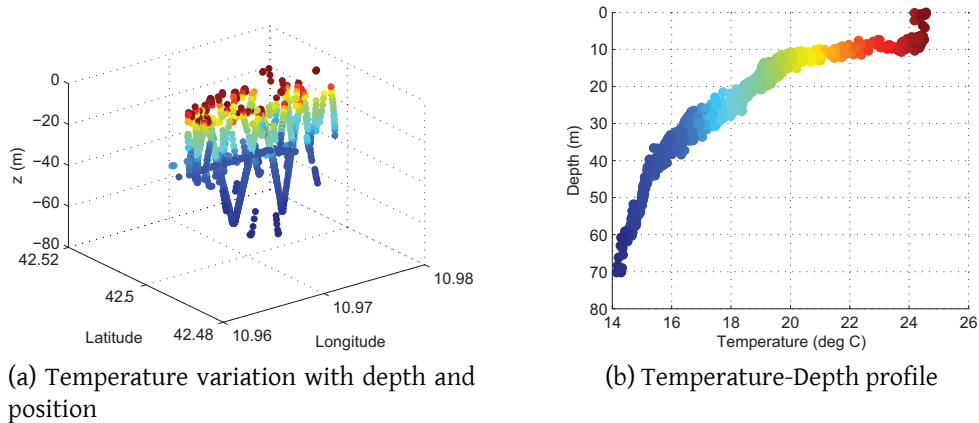 0
−20
−40
−60
−80
z (m)
42.52
42.5
42.48
Latitude
10.96
10.97
10.98
Longitude
(a) Temperature variation with depth and
position
0
10
20
30
40
50
60
70
80
Depth (m)
14 16 18 20 22 24 26
Temperature (deg C)
(b) Temperature-Depth profile